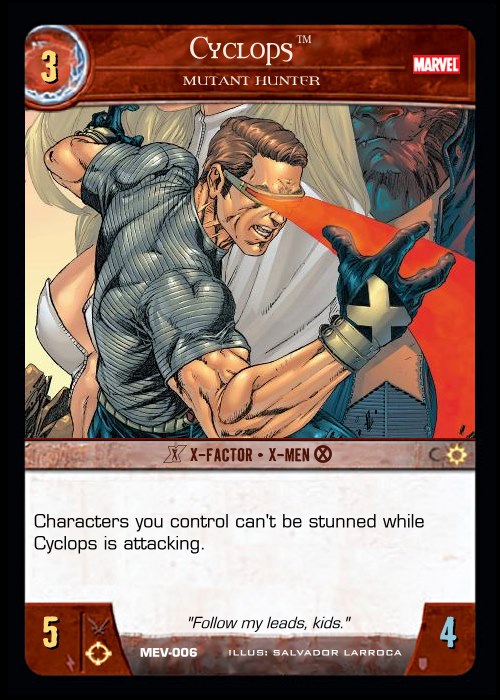 3
Cyclops™
MARVEL
MUTANT HUNTER
X-FACTOR • X-MEN
Characters you control can't be stunned while
Cyclops is attacking.
"Follow my leads, kids."
5
4
MEV-006 ILLUS: SALVADOR LARROCA